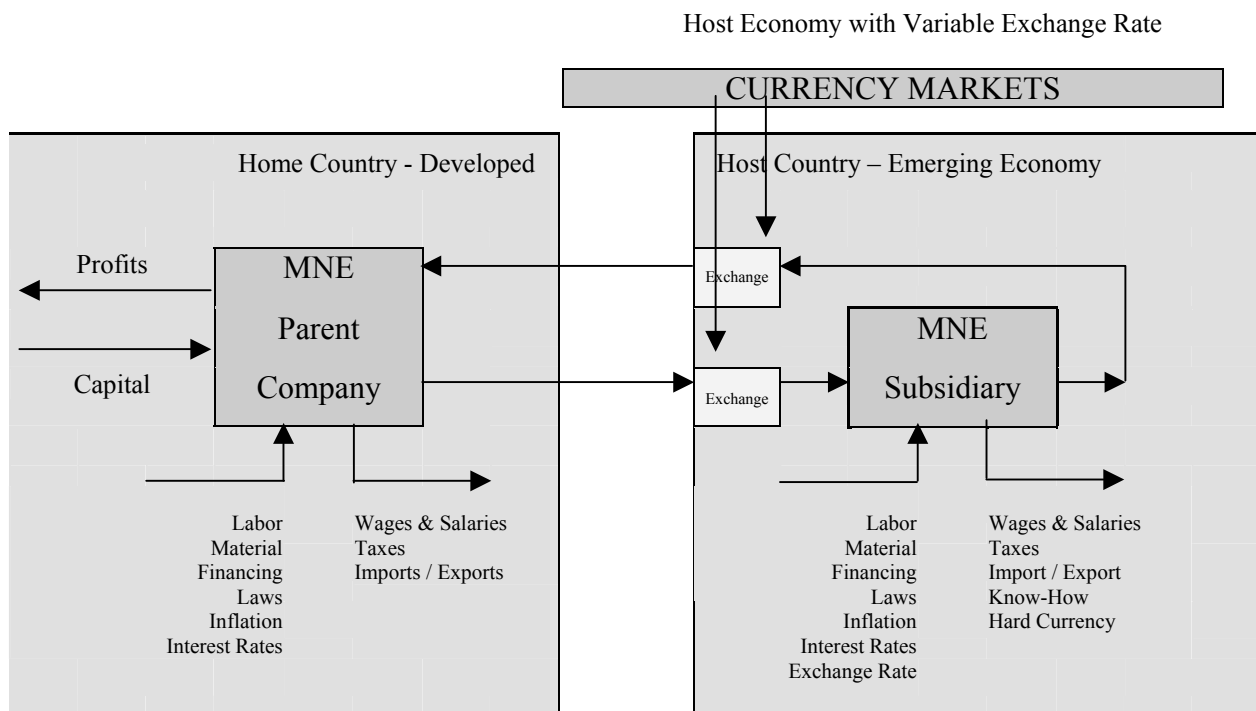 Host Economy with Variable Exchange Rate
CURRENCY MARKETS
Home Country - Developed
Profits
Capital
MNE
Parent
Company
Labor
Material
Financing
Laws
Inflation
Interest Rates
Wages & Salaries
Taxes
Imports / Exports
Host Country – Emerging Economy
Exchange
Exchange
MNE
Subsidiary
Labor
Material
Financing
Laws
Inflation
Interest Rates
Exchange Rate
Wages & Salaries
Taxes
Import / Export
Know-How
Hard Currency